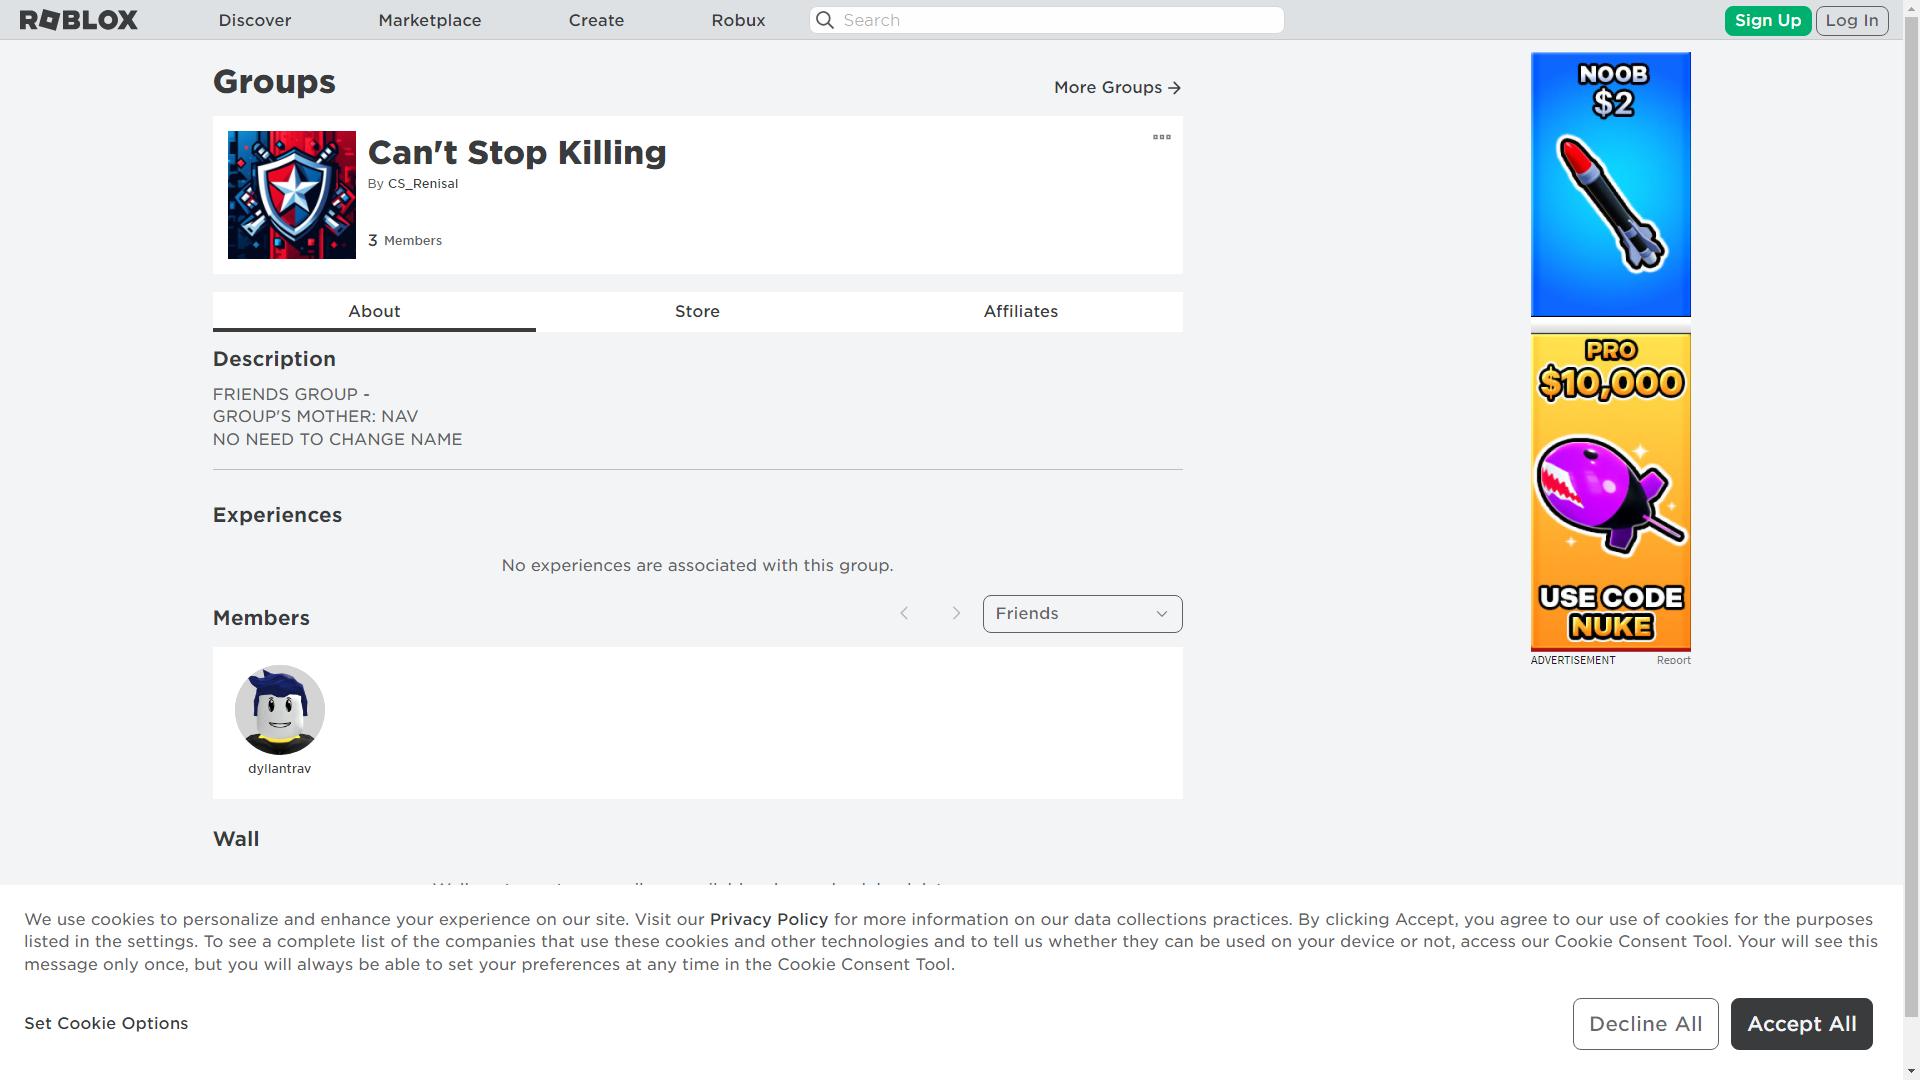 ROBLOX
Discover
Marketplace
Create
Robux
Search
Sign Up
Log In
Groups
More Groups
Can't Stop Killing
By CS_Renisal
3 Members
About
Store
Affiliates
Description
FRIENDS GROUP -
GROUP'S MOTHER: NAV
NO NEED TO CHANGE NAME
Experiences
No experiences are associated with this group.
Members
Friends
dyllantrav
Wall
NOOB
$2
PRO
$10,000
USE CODE
NUKE
ADVERTISEMENT
Report
We use cookies to personalize and enhance your experience on our site. Visit our Privacy Policy for more information on our data collections practices. By clicking Accept, you agree to our use of cookies for the purposes
listed in the settings. To see a complete list of the companies that use these cookies and other technologies and to tell us whether they can be used on your device or not, access our Cookie Consent Tool. Your will see this
message only once, but you will always be able to set your preferences at any time in the Cookie Consent Tool.
Set Cookie Options
Decline All
Accept All